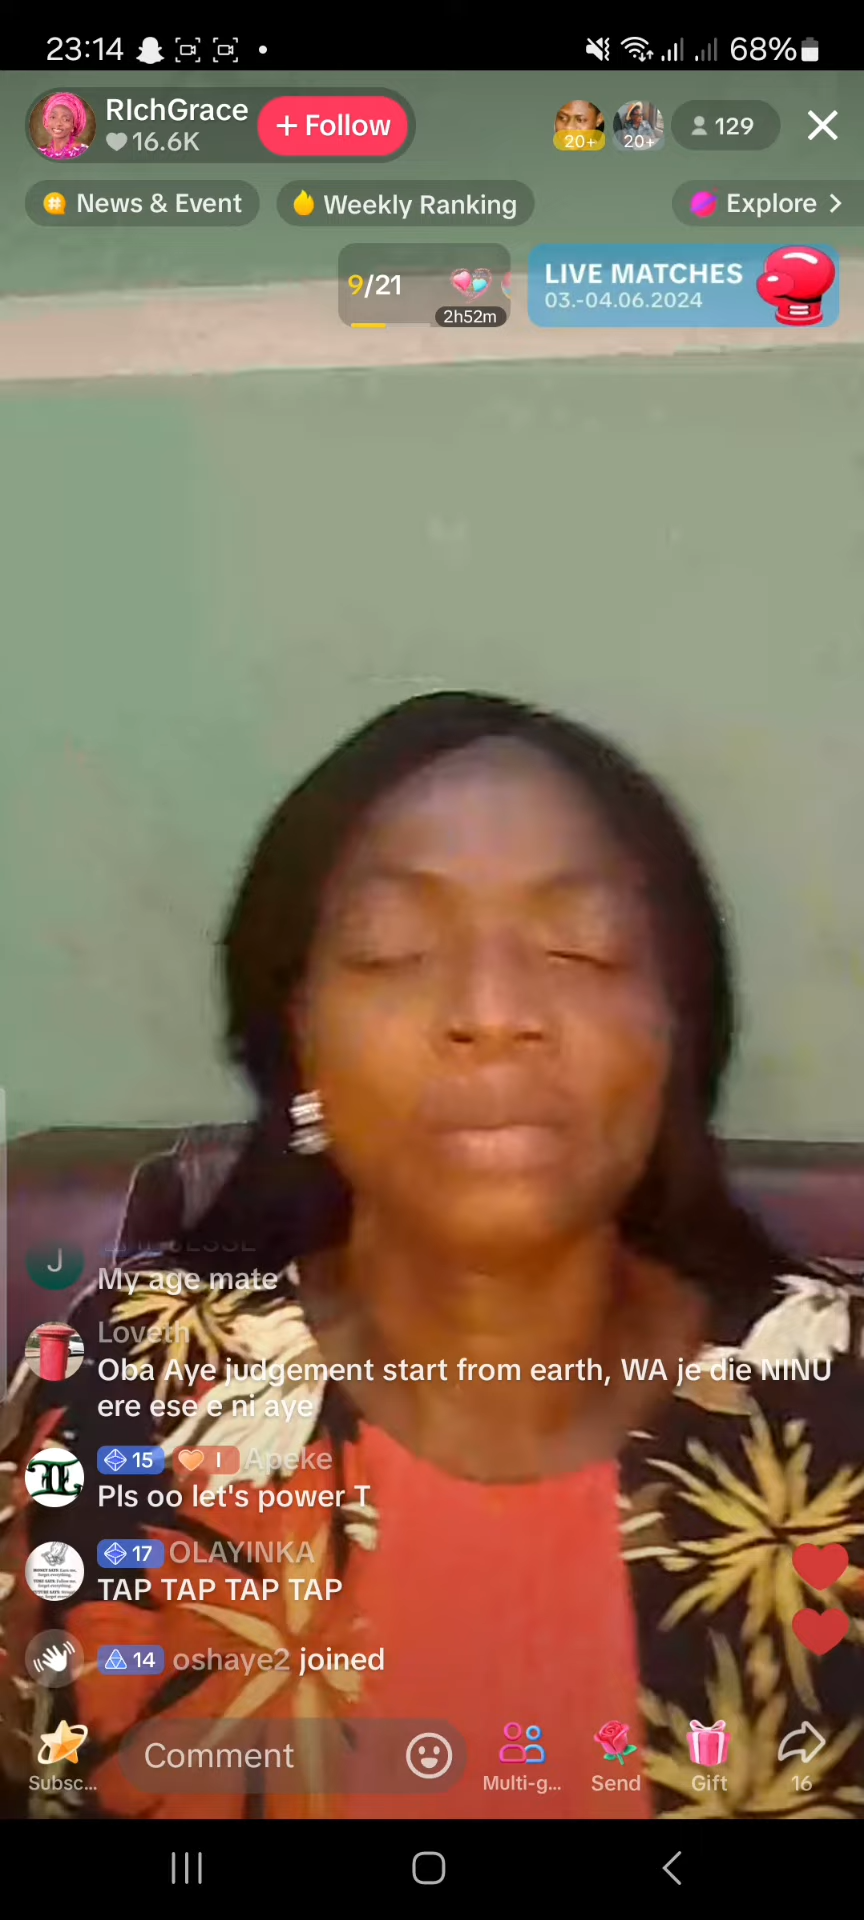 23:14
68%
RIchGrace
16.6K
+ Follow
20+
20+
129
News & Event
Weekly Ranking
Explore
9/21
2h52m
LIVE MATCHES
03.-04.06.2024
J
My age mate
Loveth
Oba Aye judgement start from earth, WA je die NINU
ere ese e ni aye
15 I Apeke
Pls oo let's power T
17 OLAYINKA
TAP TAP TAP TAP
14 oshaye2 joined
Subsc...
Comment
Multi-g...
Send
Gift
16